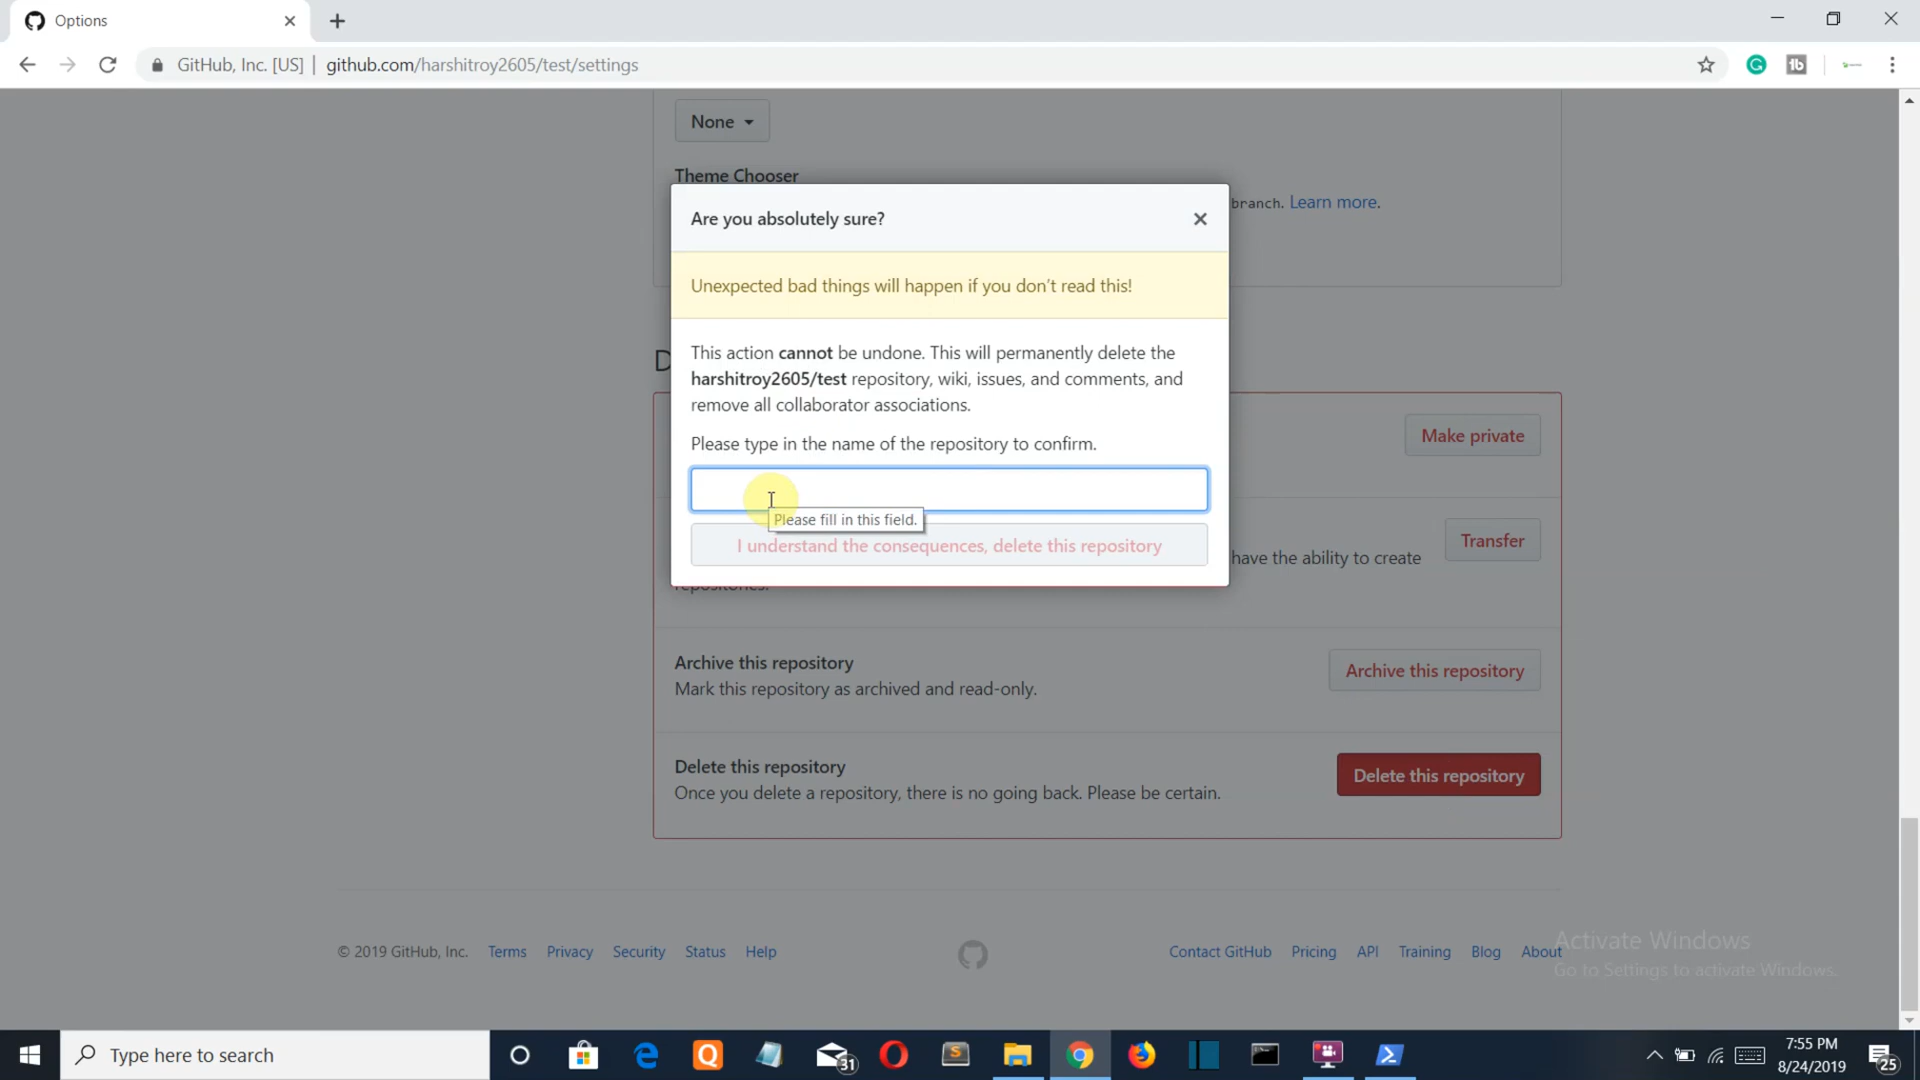 Options
GitHub, Inc. [US] | github.com/harshitroy2605/test/settings
None
Theme Chooser
branch. Learn more.
Are you absolutely sure?
Unexpected bad things will happen if you don't read this!
This action cannot be undone. This will permanently delete the
harshitroy2605/test repository, wiki, issues, and comments, and
remove all collaborator associations.
Please type in the name of the repository to confirm.
Please fill in this field.
I understand the consequences, delete this repository
D
Make private
Transfer
have the ability to create
repositories.
Archive this repository
Mark this repository as archived and read-only.
Archive this repository
Delete this repository
Once you delete a repository, there is no going back. Please be certain.
Delete this repository
© 2019 GitHub, Inc. Terms Privacy Security Status Help
Contact GitHub Pricing API Training Blog About
Activate Windows
Go to Settings to activate Windows.
Type here to search
31
7:55 PM
8/24/2019
25